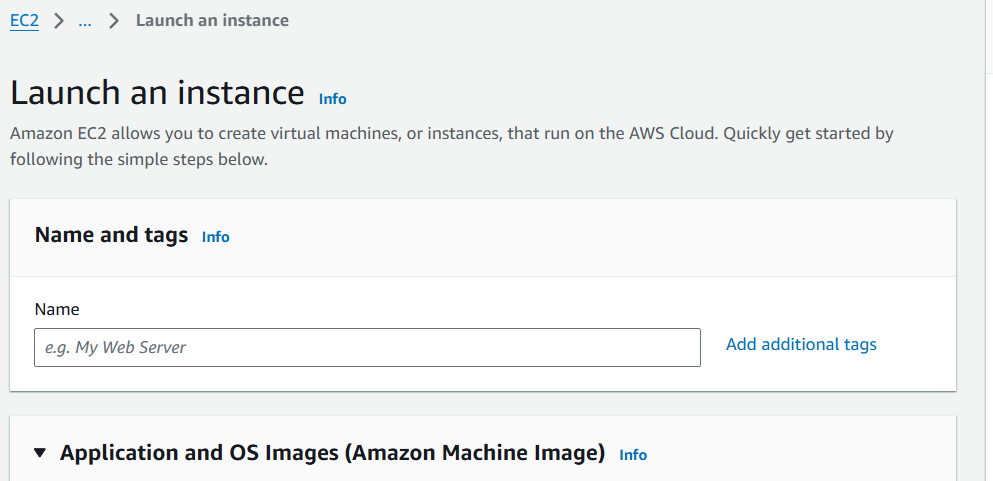 EC2 > ... > Launch an instance
Launch an instance Info
Amazon EC2 allows you to create virtual machines, or instances, that run on the AWS Cloud. Quickly get started by
following the simple steps below.
Name and tags Info
Name
e.g. My Web Server
Add additional tags
Application and OS Images (Amazon Machine Image) Info